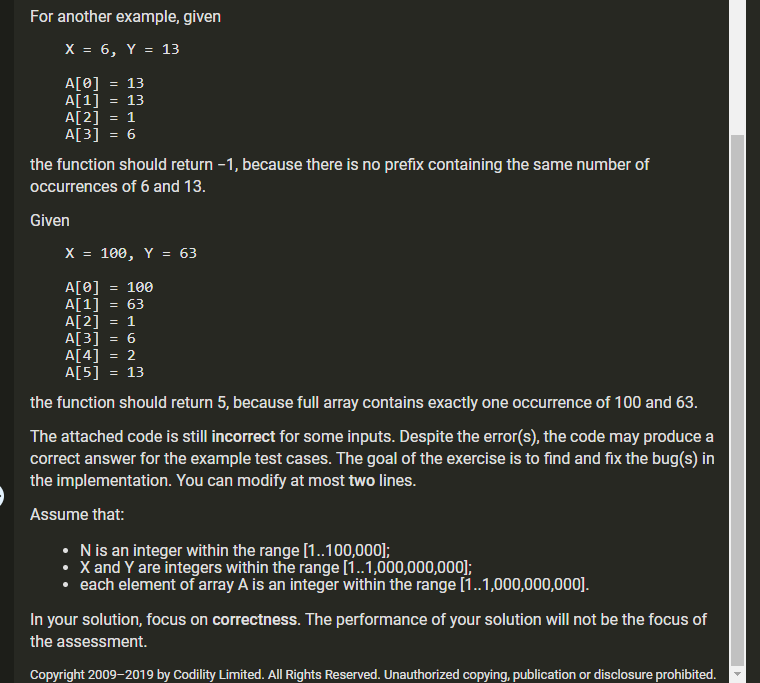 For another example, given
X = 6, Y = 13
A[0] = 13
A[1] = 13
A[2] = 1
A[3] = 6
the function should return −1, because there is no prefix containing the same number of
occurrences of 6 and 13.
Given
X = 100, Y = 63
A[0] = 100
A[1] = 63
A[2] = 1
A[3] = 6
A[4] = 2
A[5] = 13
the function should return 5, because full array contains exactly one occurrence of 100 and 63.
The attached code is still incorrect for some inputs. Despite the error(s), the code may produce a
correct answer for the example test cases. The goal of the exercise is to find and fix the bug(s) in
the implementation. You can modify at most two lines.
Assume that:
• N is an integer within the range [1..100,000];
• X and Y are integers within the range [1..1,000,000,000];
• each element of array A is an integer within the range [1..1,000,000,000].
In your solution, focus on correctness. The performance of your solution will not be the focus of
the assessment.
Copyright 2009–2019 by Codility Limited. All Rights Reserved. Unauthorized copying, publication or disclosure prohibited.